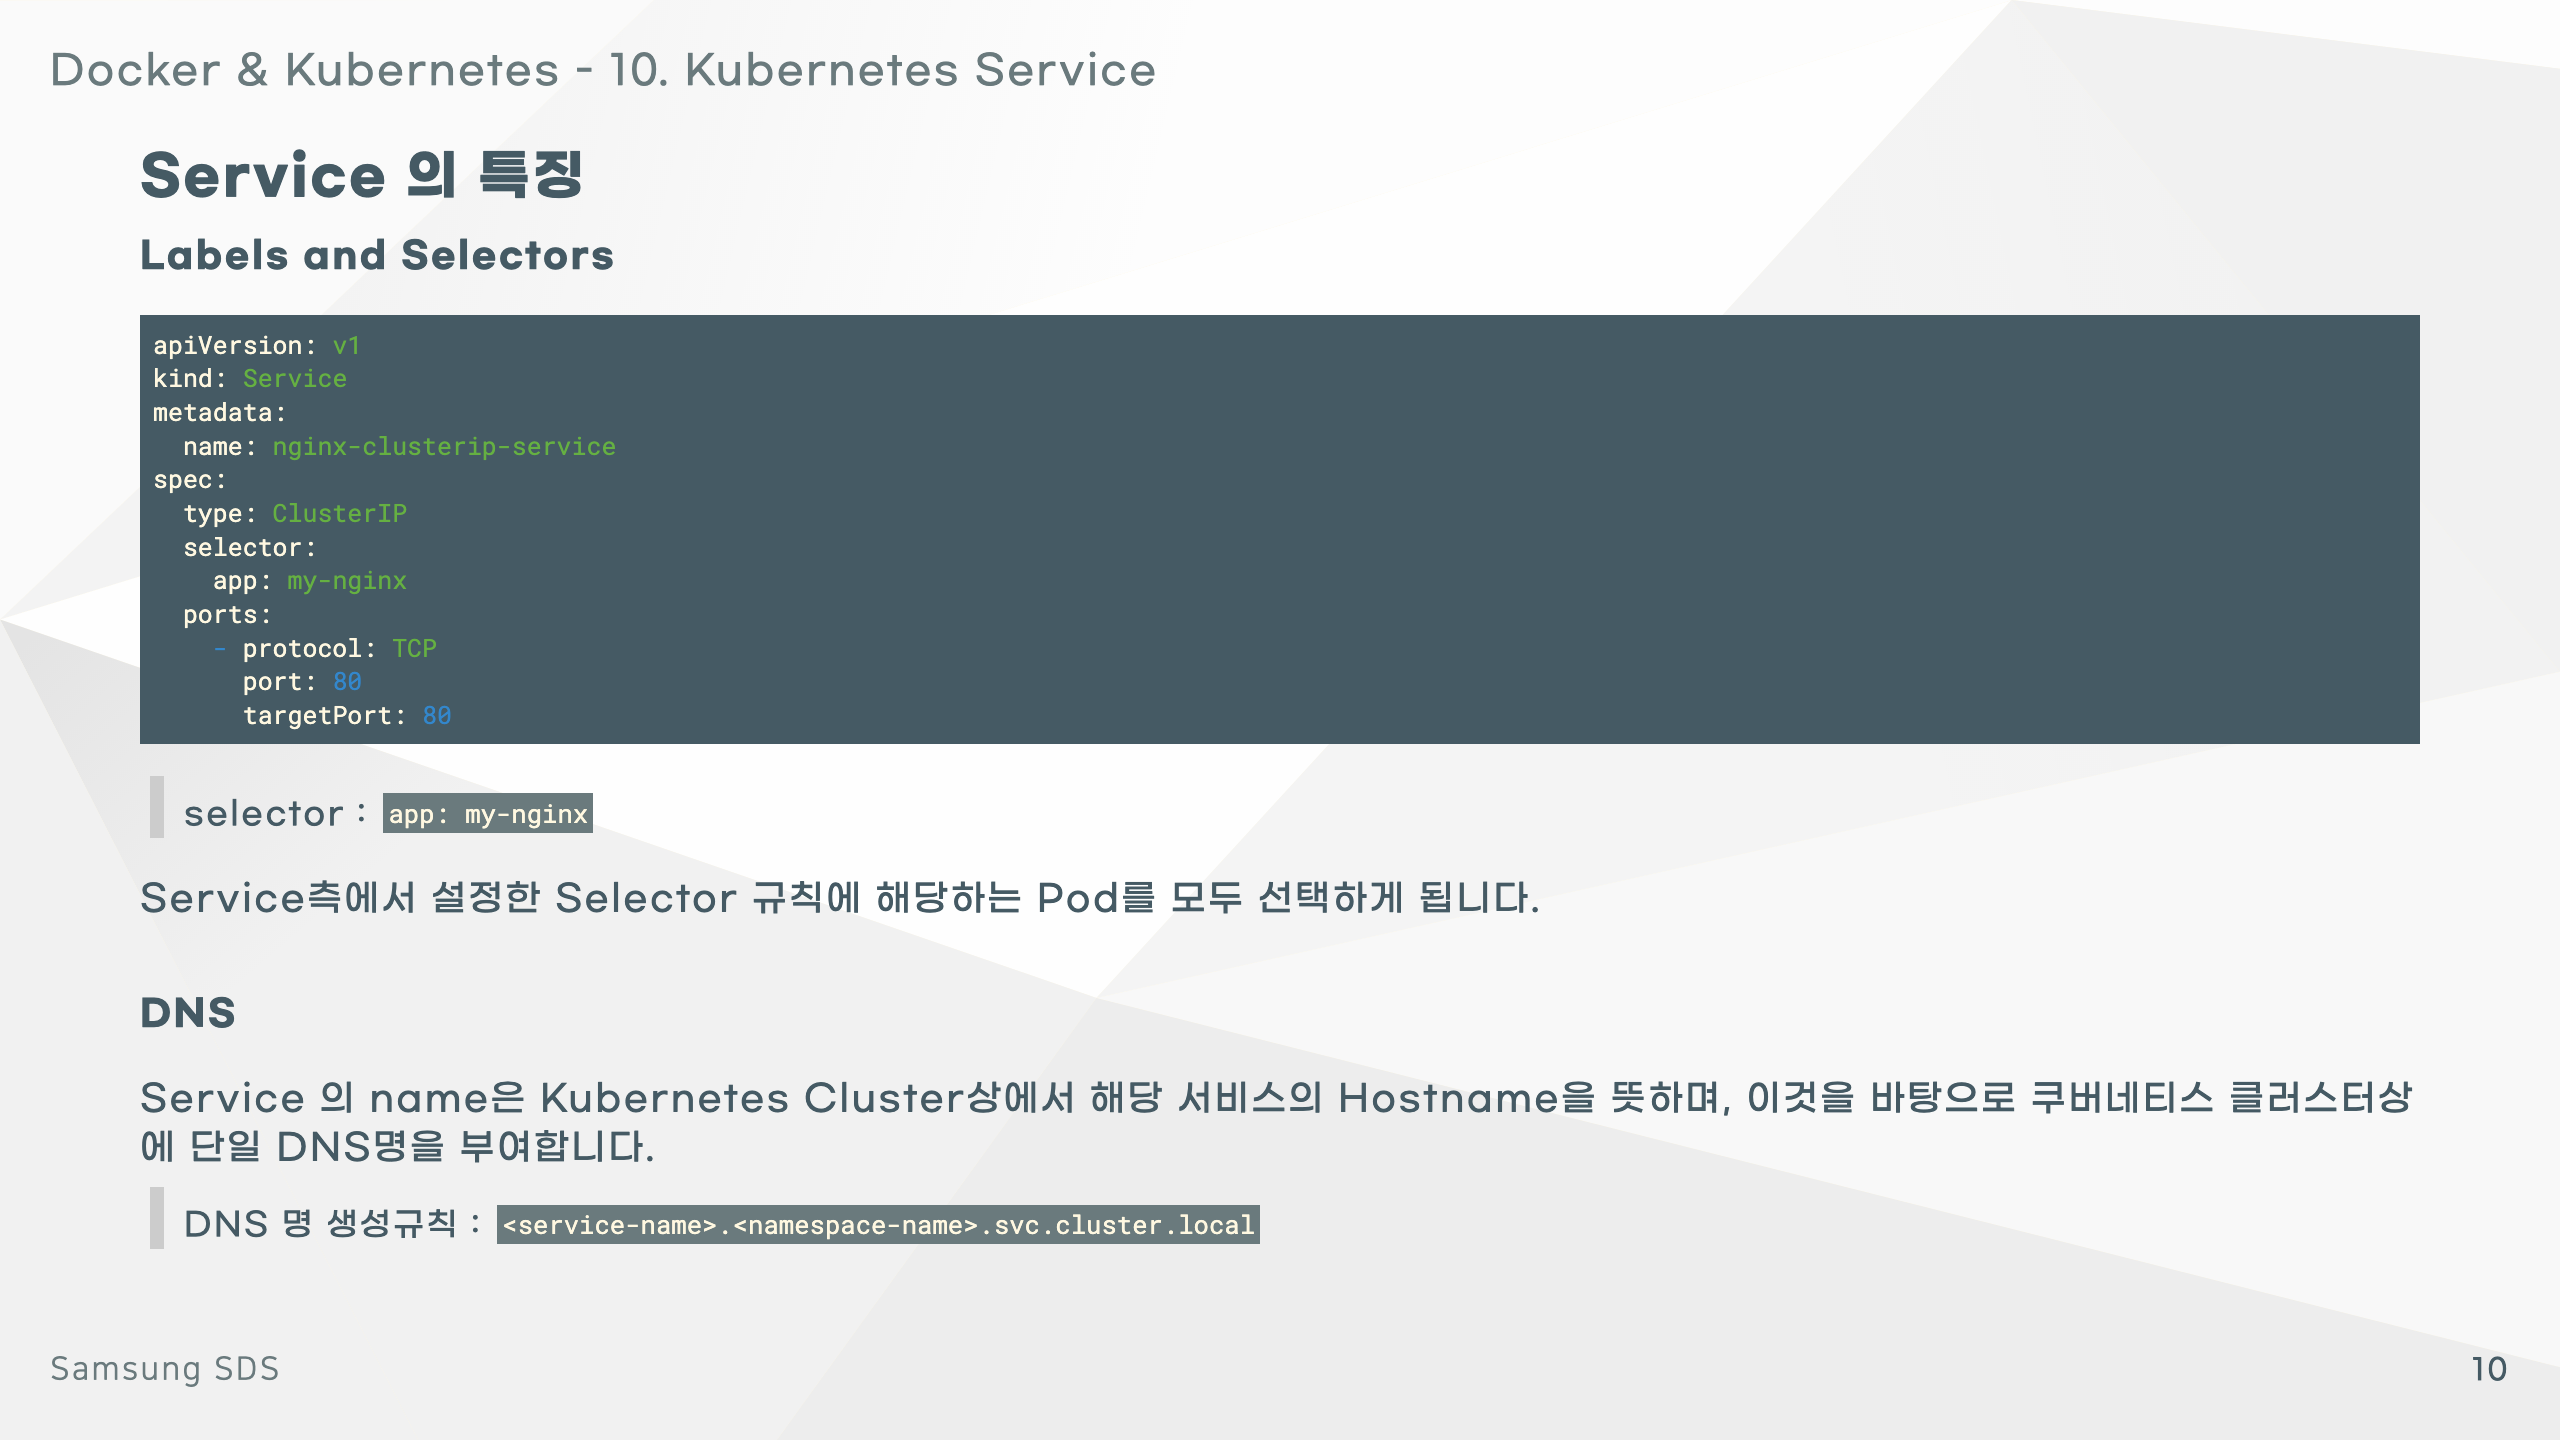 Docker & Kubernetes - 10. Kubernetes Service
Service 의 특징
Labels and Selectors
apiVersion: v1
kind: Service
metadata:
  name: nginx-clusterip-service
spec:
  type: ClusterIP
  selector:
    app: my-nginx
  ports:
    - protocol: TCP
      port: 80
      targetPort: 80
selector : app: my-nginx
Service측에서 설정한 Selector 규칙에 해당하는 Pod를 모두 선택하게 됩니다.
DNS
Service 의 name은 Kubernetes Cluster상에서 해당 서비스의 Hostname을 뜻하며, 이것을 바탕으로 쿠버네티스 클러스터상
에 단일 DNS명을 부여합니다.
DNS 명 생성규칙 : <service-name>.<namespace-name>.svc.cluster.local
Samsung SDS
10